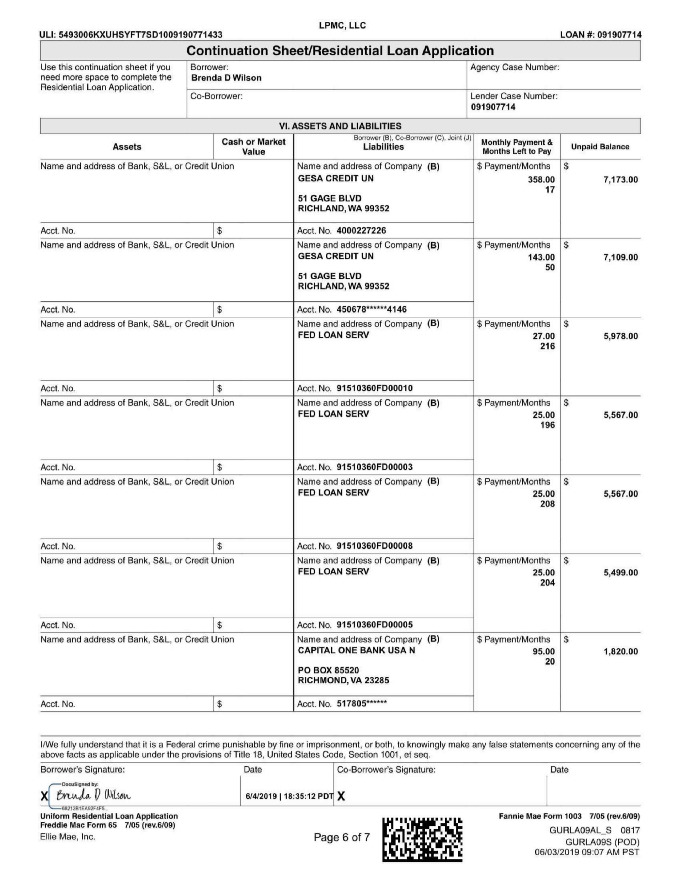 LPMC, LLC
ULI: 5493006KXUHSYFT7SD1009190771433 LOAN #: 091907714
Continuation Sheet/Residential Loan Application
Use this continuation sheet if you need more space to complete the Residential Loan Application.
Borrower:
Brenda D Wilson
Agency Case Number:
Co-Borrower:
Lender Case Number:
091907714
VI. ASSETS AND LIABILITIES
Assets
Cash or Market Value
Borrower (B), Co-Borrower (C), Joint (J)
Liabilities
Monthly Payment & Months Left to Pay
Unpaid Balance
Name and address of Bank, S&L, or Credit Union Name and address of Company (B) $ Payment/Months $
GESA CREDIT UN 358.00 7,173.00
17
51 GAGE BLVD
RICHLAND, WA 99352
Acct. No. $ Acct. No. 4000227226
Name and address of Bank, S&L, or Credit Union Name and address of Company (B) $ Payment/Months $
GESA CREDIT UN 143.00 7,109.00
50
51 GAGE BLVD
RICHLAND, WA 99352
Acct. No. $ Acct. No. 450678******4146
Name and address of Bank, S&L, or Credit Union Name and address of Company (B) $ Payment/Months $
FED LOAN SERV 27.00 5,978.00
216
Acct. No. $ Acct. No. 91510360FD00010
Name and address of Bank, S&L, or Credit Union Name and address of Company (B) $ Payment/Months $
FED LOAN SERV 25.00 5,567.00
196
Acct. No. $ Acct. No. 91510360FD00003
Name and address of Bank, S&L, or Credit Union Name and address of Company (B) $ Payment/Months $
FED LOAN SERV 25.00 5,567.00
208
Acct. No. $ Acct. No. 91510360FD00008
Name and address of Bank, S&L, or Credit Union Name and address of Company (B) $ Payment/Months $
FED LOAN SERV 25.00 5,499.00
204
Acct. No. $ Acct. No. 91510360FD00005
Name and address of Bank, S&L, or Credit Union Name and address of Company (B) $ Payment/Months $
CAPITAL ONE BANK USA N 95.00 1,820.00
20
PO BOX 85520
RICHMOND, VA 23285
Acct. No. $ Acct. No. 517805******
I/We fully understand that it is a Federal crime punishable by fine or imprisonment, or both, to knowingly make any false statements concerning any of the
above facts as applicable under the provisions of Title 18, United States Code, Section 1001, et seq.
Borrower's Signature: Date Co-Borrower's Signature: Date
DocuSigned by:
X Brenda D Wilson 6/4/2019 | 18:35:12 PDT X
Uniform Residential Loan Application
Freddie Mac Form 65 7/05 (rev.6/09)
Ellie Mae, Inc.
Page 6 of 7
Fannie Mae Form 1003 7/05 (rev.6/09)
GURLA09AL_S 0817
GURLA09S (POD)
06/03/2019 09:07 AM PST